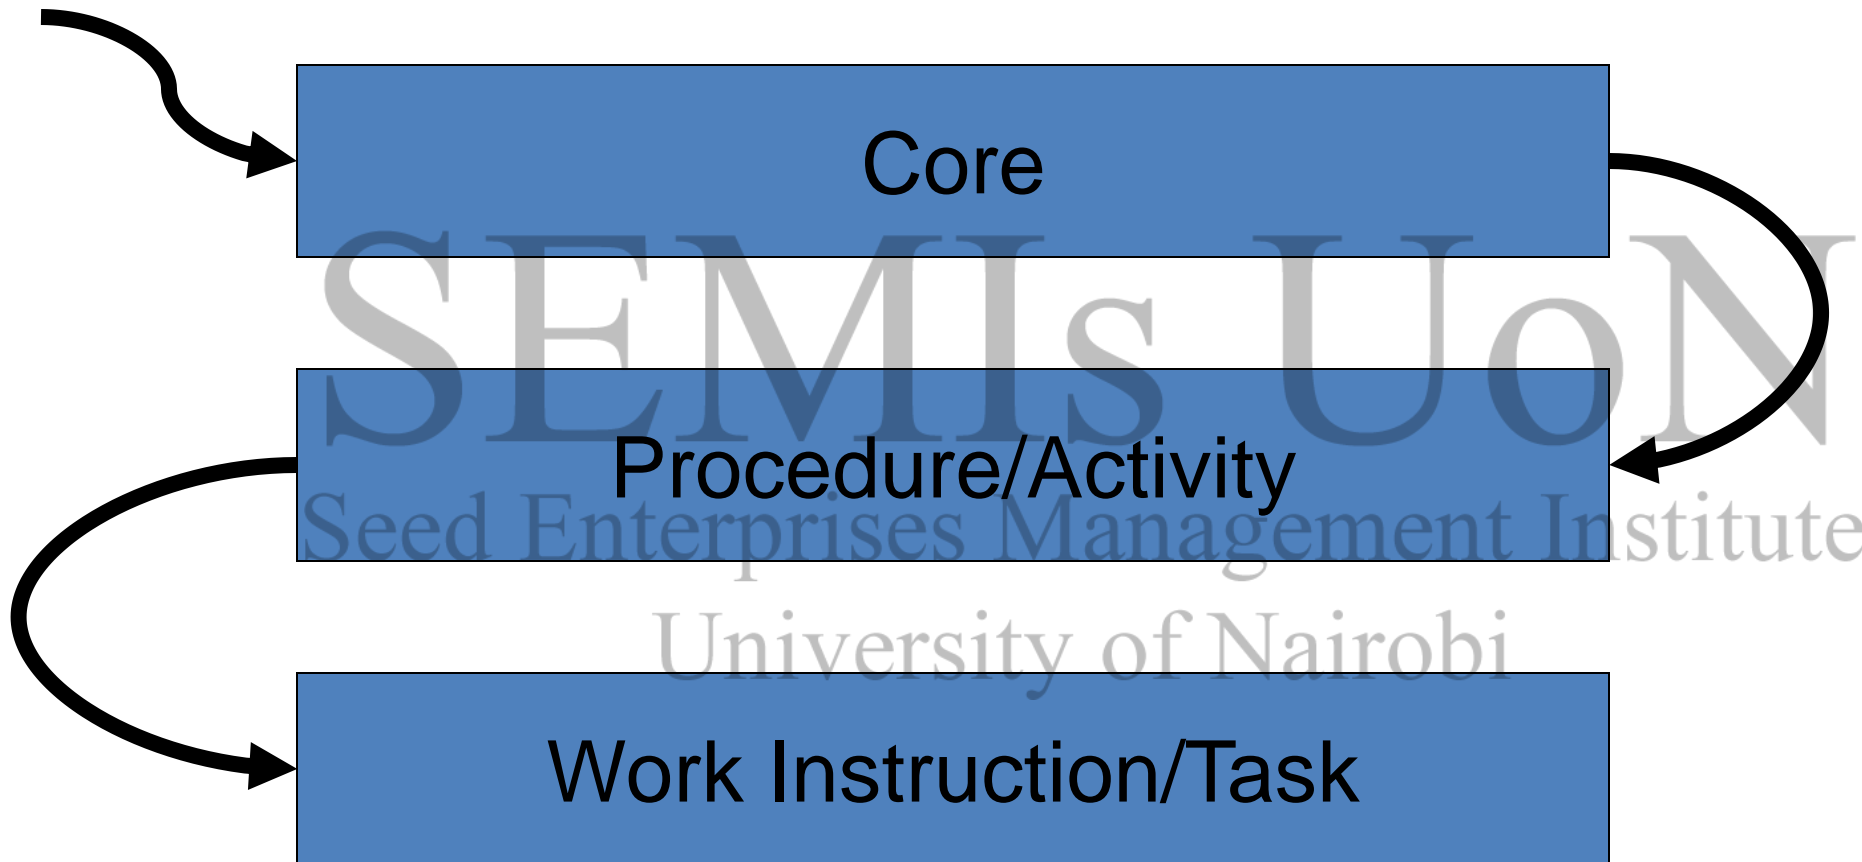 Core
SEMIs UoN
Procedure/Activity
Seed Enterprises Management Institute
University of Nairobi
Work Instruction/Task